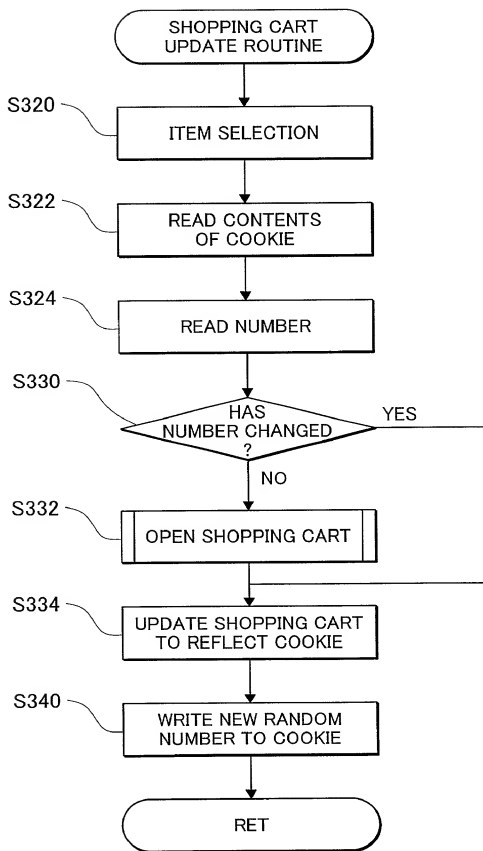 SHOPPING CART
UPDATE ROUTINE
S320
ITEM SELECTION
S322
READ CONTENTS
OF COOKIE
S324
READ NUMBER
S330
HAS
NUMBER CHANGED
?
YES
NO
S332
OPEN SHOPPING CART
S334
UPDATE SHOPPING CART
TO REFLECT COOKIE
S340
WRITE NEW RANDOM
NUMBER TO COOKIE
RET